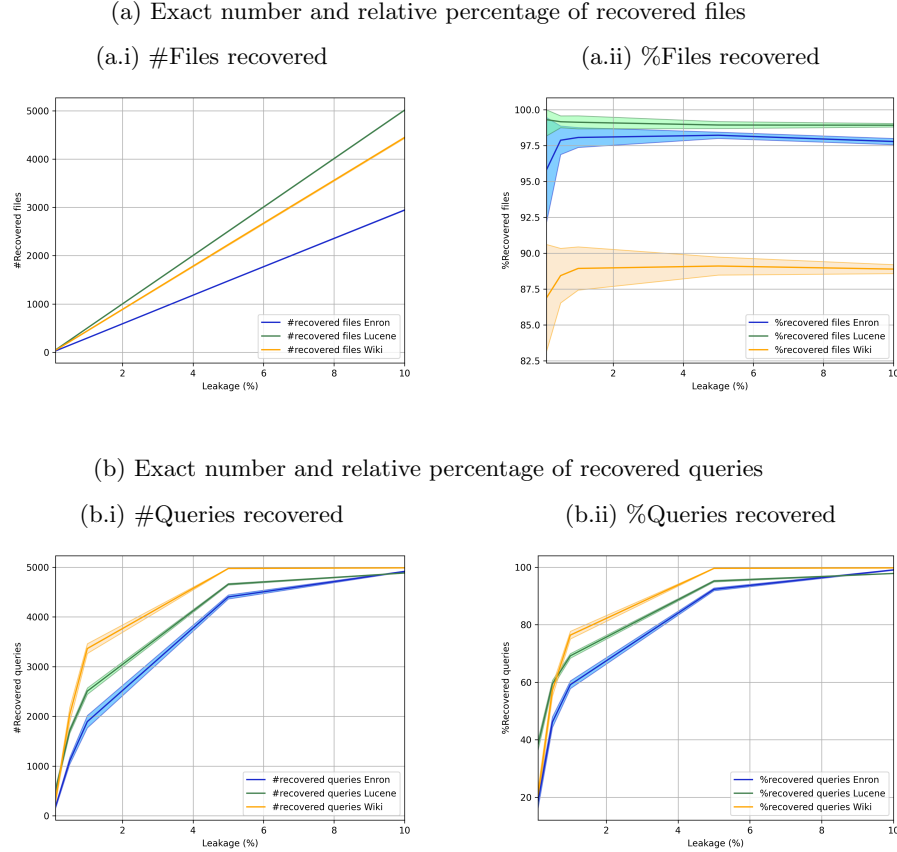 (a) Exact number and relative percentage of recovered files
(a.i) #Files recovered
(a.ii) %Files recovered
5000
4000
3000
2000
1000
0
#Recovered files
#recovered files Enron
#recovered files Lucene
#recovered files Wiki
2
4
6
8
10
Leakage (%)
100.0
97.5
95.0
92.5
90.0
87.5
85.0
82.5
%Recovered files
%recovered files Enron
%recovered files Lucene
%recovered files Wiki
2
4
6
8
10
Leakage (%)
(b) Exact number and relative percentage of recovered queries
(b.i) #Queries recovered
(b.ii) %Queries recovered
5000
4000
3000
2000
1000
0
#Recovered queries
#recovered queries Enron
#recovered queries Lucene
#recovered queries Wiki
2
4
6
8
10
Leakage (%)
100
80
60
40
20
%Recovered queries
%recovered queries Enron
%recovered queries Lucene
%recovered queries Wiki
2
4
6
8
10
Leakage (%)